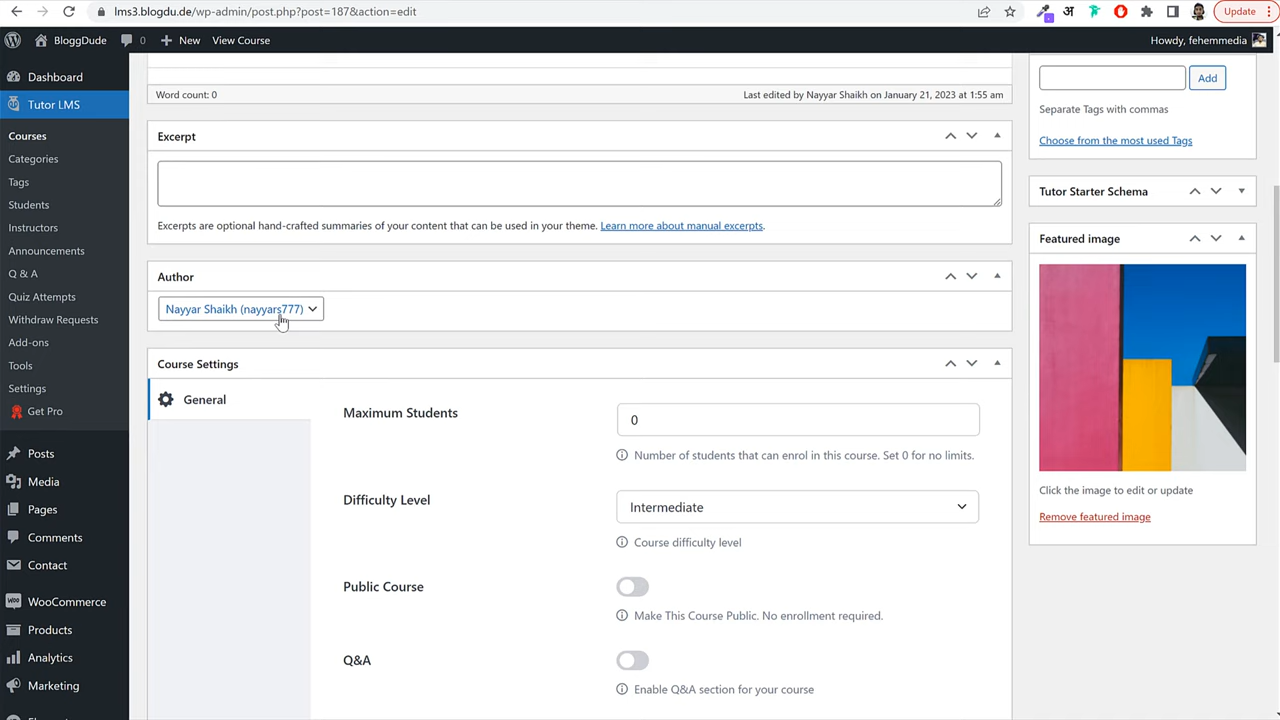 lms3.blogdu.de/wp-admin/post.php?post=187&action=edit
अ
Update
BloggDude
0
New
View Course
Howdy, fehemmedia
Dashboard
Tutor LMS
Courses
Categories
Tags
Students
Instructors
Announcements
Q & A
Quiz Attempts
Withdraw Requests
Add-ons
Tools
Settings
Get Pro
Posts
Media
Pages
Comments
Contact
WooCommerce
Products
Analytics
Marketing
Word count: 0
Last edited by Nayyar Shaikh on January 21, 2023 at 1:55 am
Excerpt
Excerpts are optional hand-crafted summaries of your content that can be used in your theme. Learn more about manual excerpts.
Author
Nayyar Shaikh (nayyars777)
Course Settings
General
Maximum Students
0
Number of students that can enrol in this course. Set 0 for no limits.
Difficulty Level
Intermediate
Course difficulty level
Public Course
Make This Course Public. No enrollment required.
Q&A
Enable Q&A section for your course
Add
Separate Tags with commas
Choose from the most used Tags
Tutor Starter Schema
Featured image
Click the image to edit or update
Remove featured image